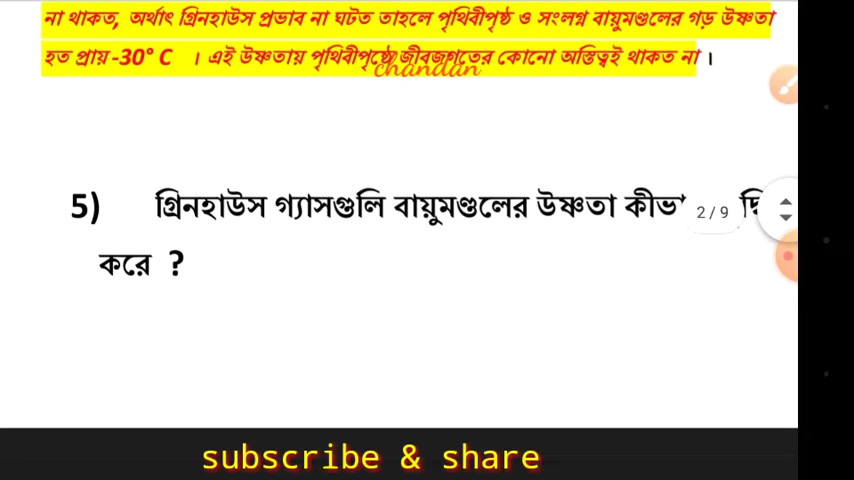 না থাকত, অর্থাৎ গ্রিনহাউস প্রভাব না ঘটত তাহলে পৃথিবীপৃষ্ঠ ও সংলগ্ন বায়ুমণ্ডলের গড় উষ্ণতা
হত প্রায় -30° C । এই উষ্ণতায় পৃথিবীপৃষ্ঠে জীবজগতের কোনো অস্তিত্বই থাকত না ।
chandan
5) গ্রিনহাউস গ্যাসগুলি বায়ুমণ্ডলের উষ্ণতা
2/9
করে ?
subscribe & share